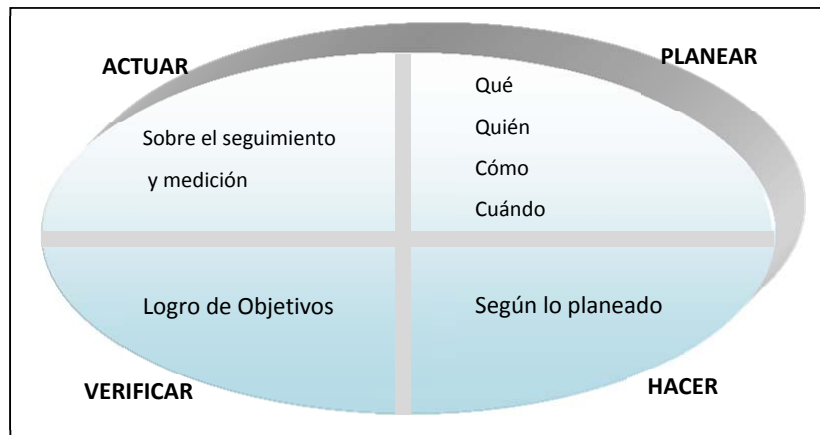 ACTUAR
Sobre el seguimiento
y medición
PLANEAR
Qué
Quién
Cómo
Cuándo
Logro de Objetivos
VERIFICAR
Según lo planeado
HACER